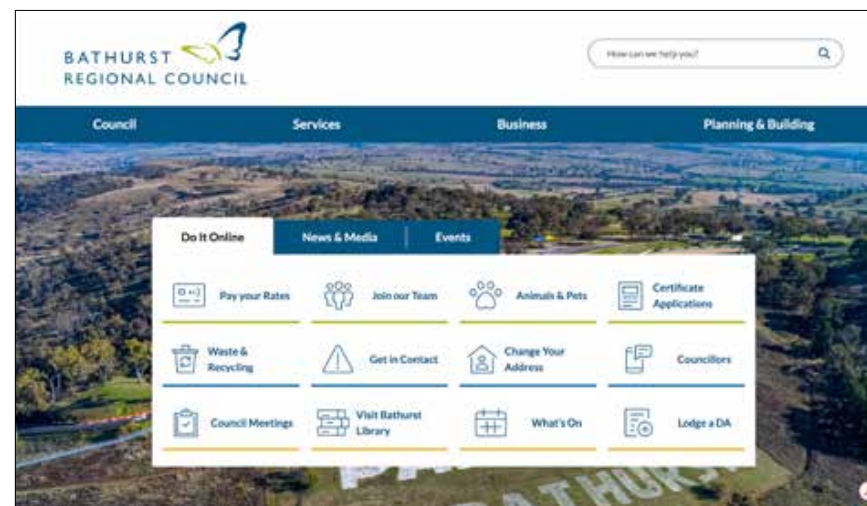 BATHURST
REGIONAL COUNCIL
How can we help you?
Council Services Business Planning & Building
Do It Online News & Media Events
Pay your Rates Join our Team Animals & Pets Certificate Applications
Waste & Recycling Get in Contact Change Your Address Councillors
Council Meetings Visit Bathurst Library What's On Lodge a DA
BATHURST